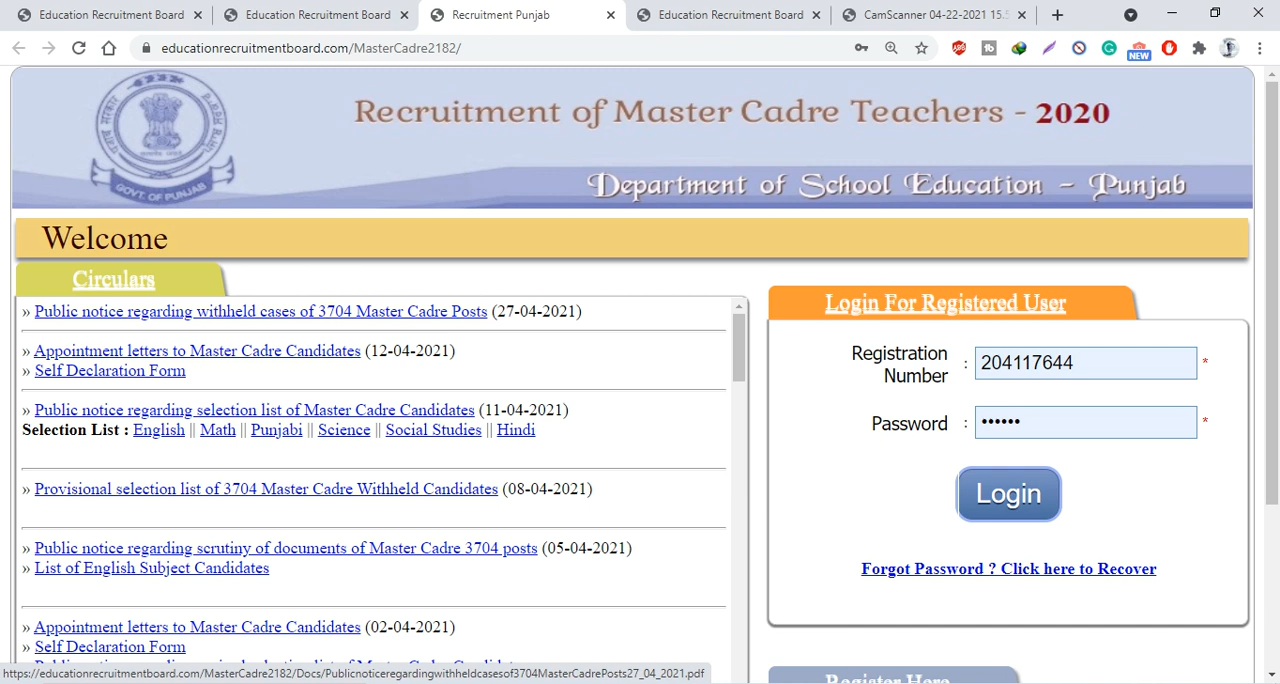 Education Recruitment Board
Education Recruitment Board
Recruitment Punjab
Education Recruitment Board
CamScanner 04-22-2021 15.
educationrecruitmentboard.com/MasterCadre2182/
NEW
Recruitment of Master Cadre Teachers - 2020
GOVT. OF PUNJAB
Department of School Education - Punjab
Welcome
Circulars
» Public notice regarding withheld cases of 3704 Master Cadre Posts (27-04-2021)
» Appointment letters to Master Cadre Candidates (12-04-2021)
» Self Declaration Form
» Public notice regarding selection list of Master Cadre Candidates (11-04-2021)
Selection List : English || Math || Punjabi || Science || Social Studies || Hindi
» Provisional selection list of 3704 Master Cadre Withheld Candidates (08-04-2021)
» Public notice regarding scrutiny of documents of Master Cadre 3704 posts (05-04-2021)
» List of English Subject Candidates
» Appointment letters to Master Cadre Candidates (02-04-2021)
» Self Declaration Form
Login For Registered User
Registration
Number : 204117644 *
Password : •••••• *
Login
Forgot Password ? Click here to Recover
Register Here
https://educationrecruitmentboard.com/MasterCadre2182/Docs/Publicnoticeregardingwithheldcasesof3704MasterCadrePosts27_04_2021.pdf